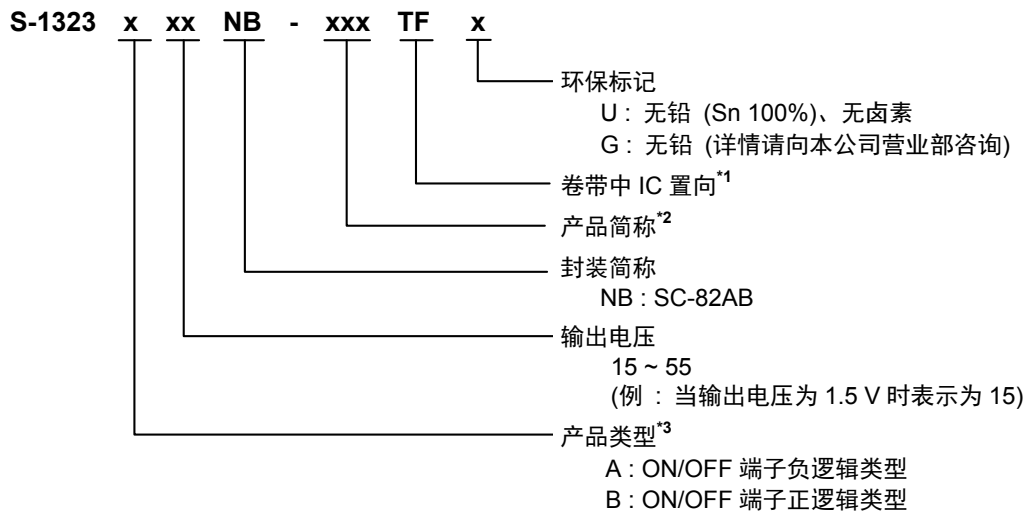 S-1323 x xx NB - xxx TF x
环保标记
U : 无铅 (Sn 100%)、无卤素
G : 无铅 (详情请向本公司营业部咨询)
卷带中 IC 置向*1
产品简称*2
封装简称
NB : SC-82AB
输出电压
15 ~ 55
(例 : 当输出电压为 1.5 V 时表示为 15)
产品类型*3
A : ON/OFF 端子负逻辑类型
B : ON/OFF 端子正逻辑类型